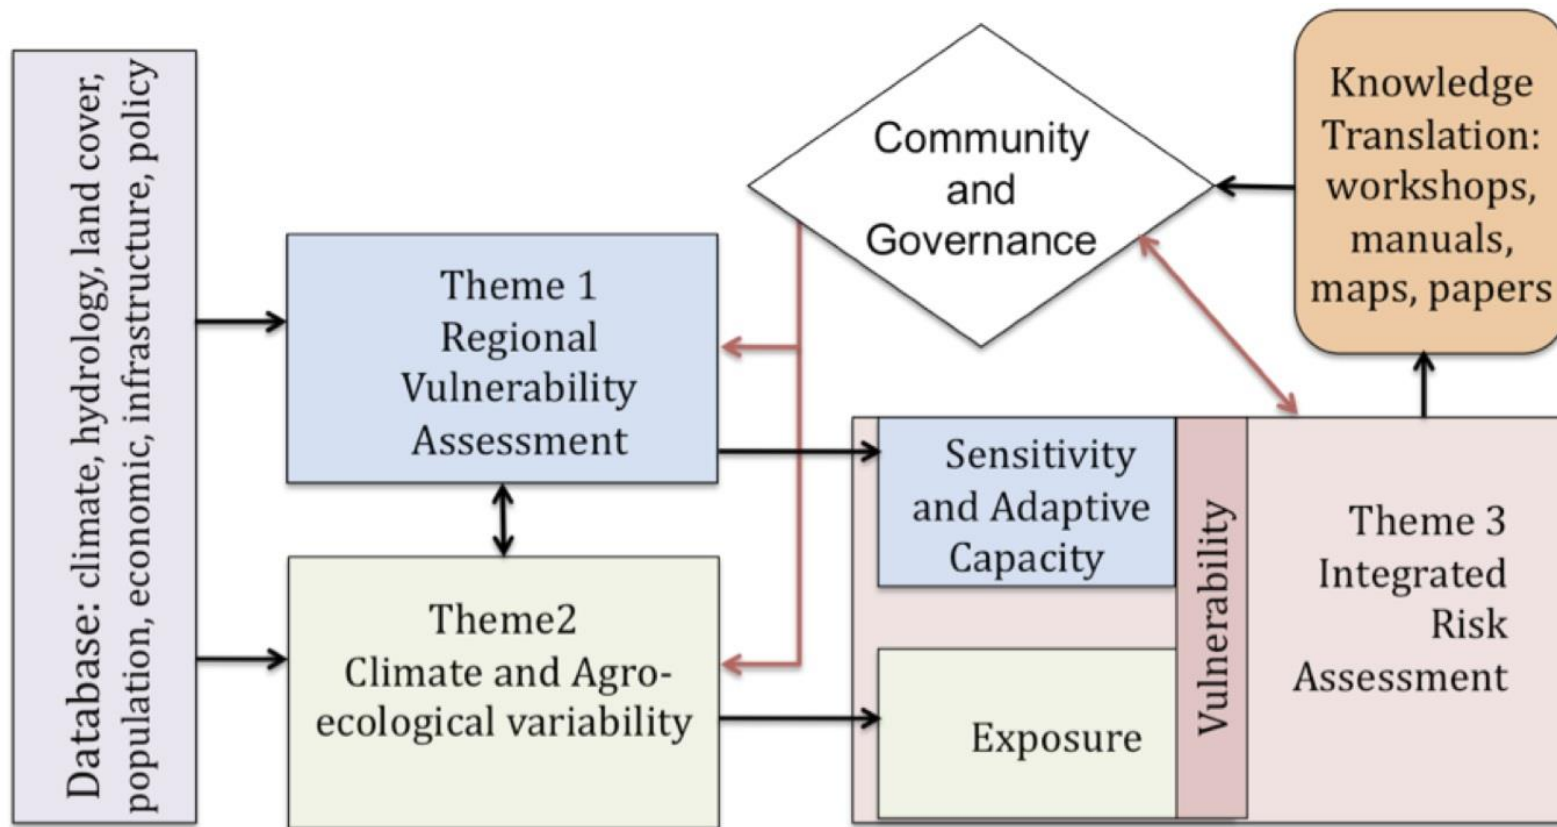 Database: climate, hydrology, land cover,
population, economic, infrastructure, policy
Theme 1
Regional
Vulnerability
Assessment
Theme2
Climate and Agro-
ecological variability
Community
and
Governance
Knowledge
Translation:
workshops,
manuals,
maps, papers
Sensitivity
and Adaptive
Capacity
Exposure
Vulnerability
Theme 3
Integrated
Risk
Assessment